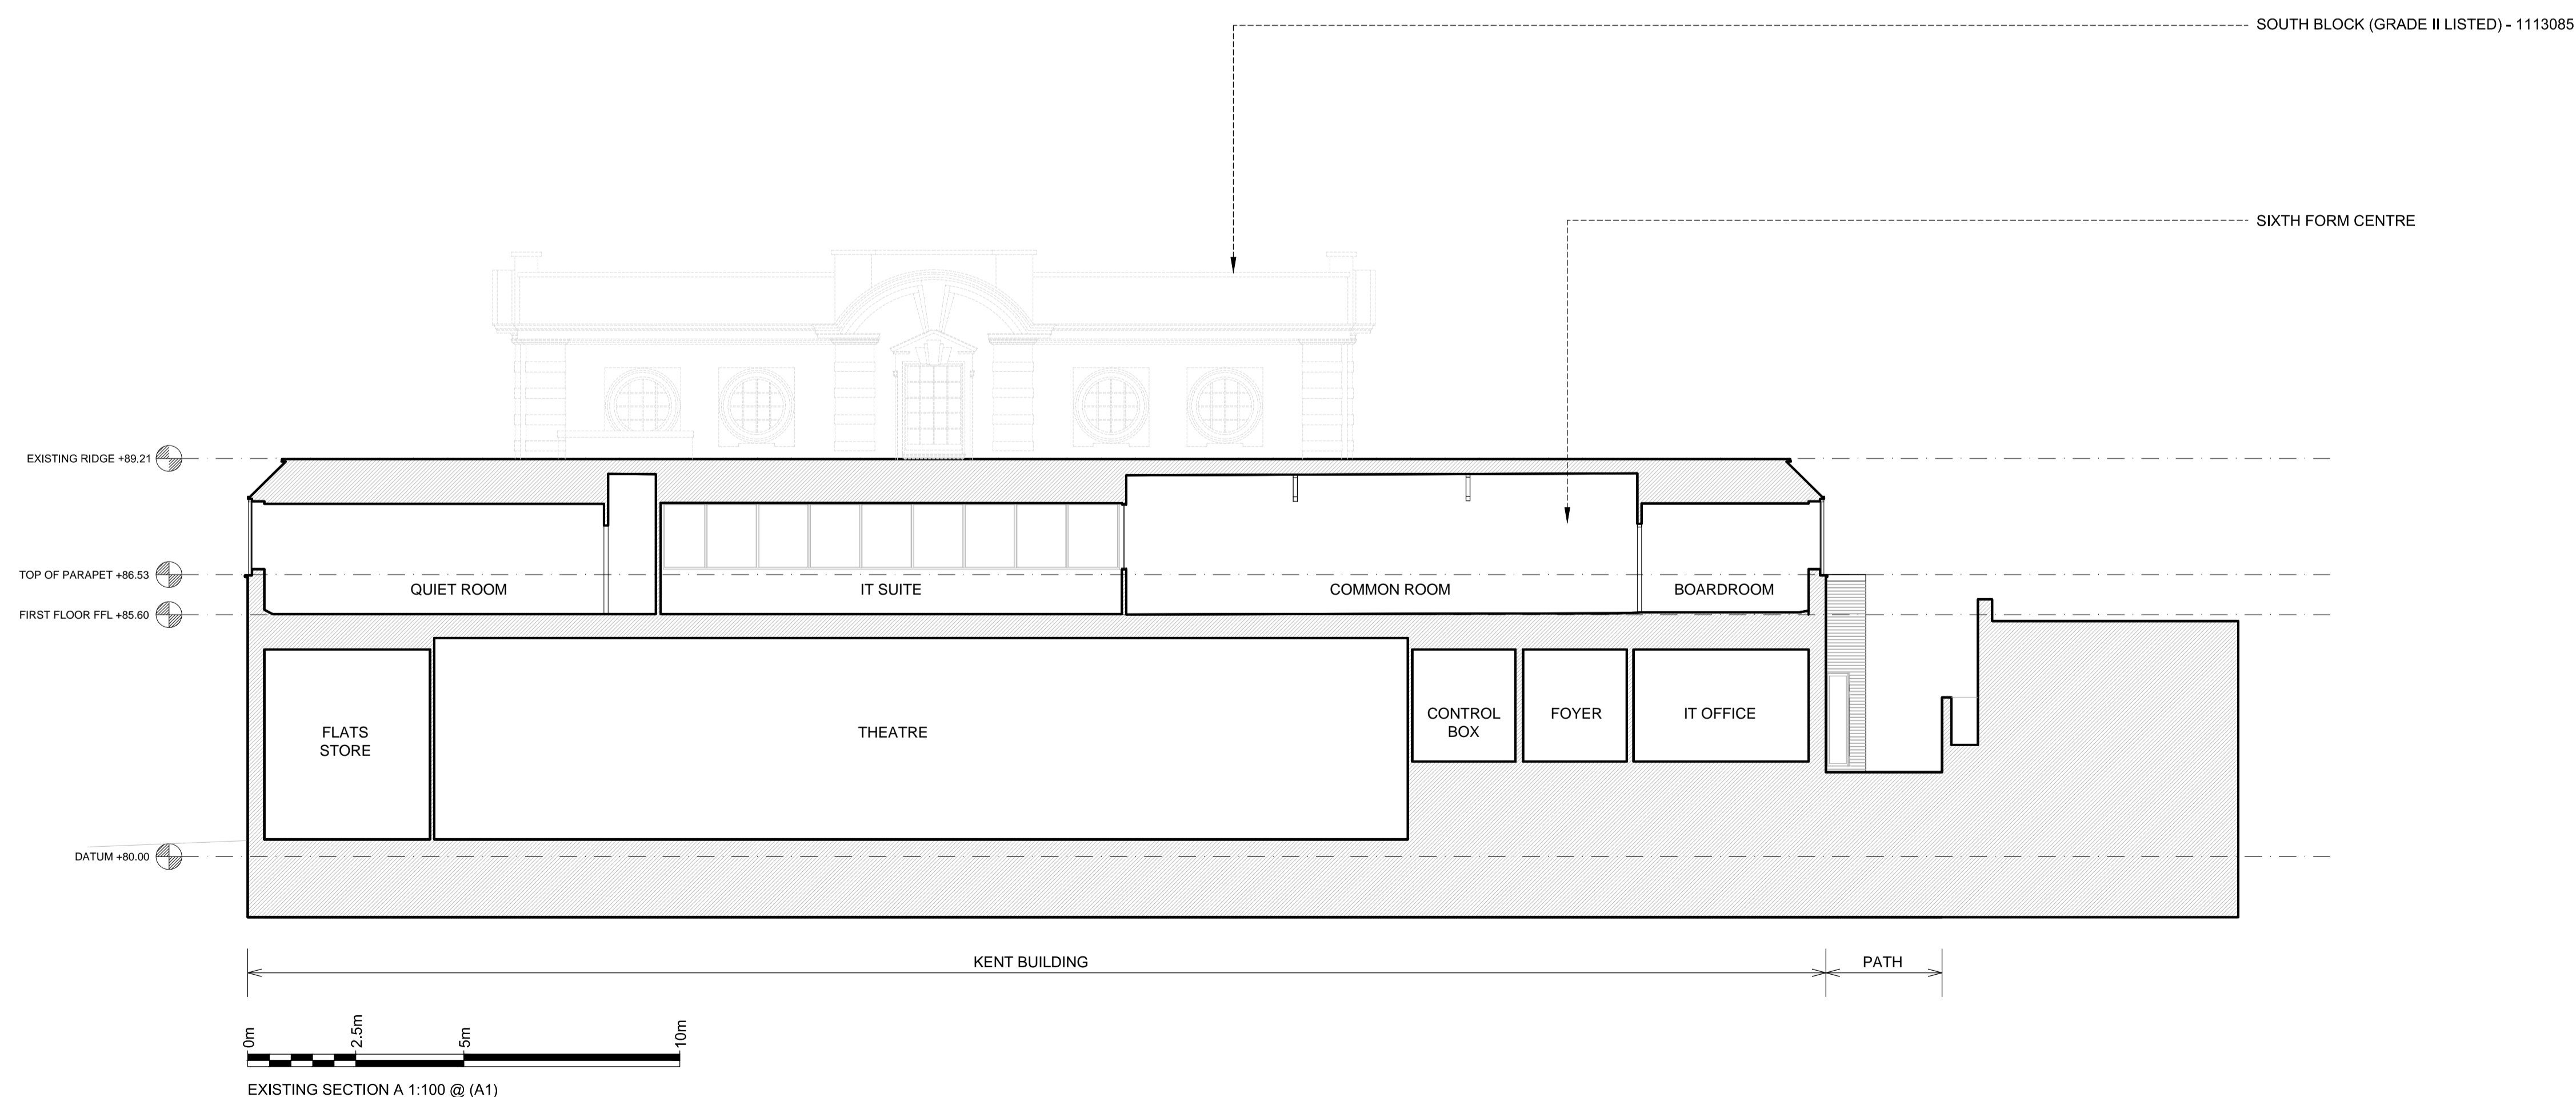 SOUTH BLOCK (GRADE II LISTED) - 1113085
SIXTH FORM CENTRE
EXISTING RIDGE +89.21
TOP OF PARAPET +86.53
QUIET ROOM
IT SUITE
COMMON ROOM
BOARDROOM
FIRST FLOOR FFL +85.60
FLATS
STORE
THEATRE
CONTROL
BOX
FOYER
IT OFFICE
DATUM +80.00
KENT BUILDING
PATH
0m
2.5m
5m
10m
EXISTING SECTION A 1:100 @ (A1)